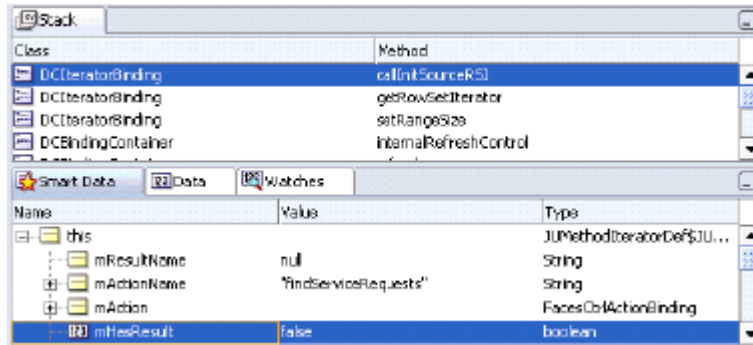 Stack
Class Method
DCIteratorBinding callInitSourceRSI
DCIteratorBinding getRowSetIterator
DCIteratorBinding setRangeSize
DCBindingContainer internalRefreshControl
Smart Data Data Watches
Name Value Type
this JUMethodIteratorDef$JU...
mResultName null String
mActionName "findServiceRequests" String
mAction FacesCtrlActionBinding
mHasResult false boolean